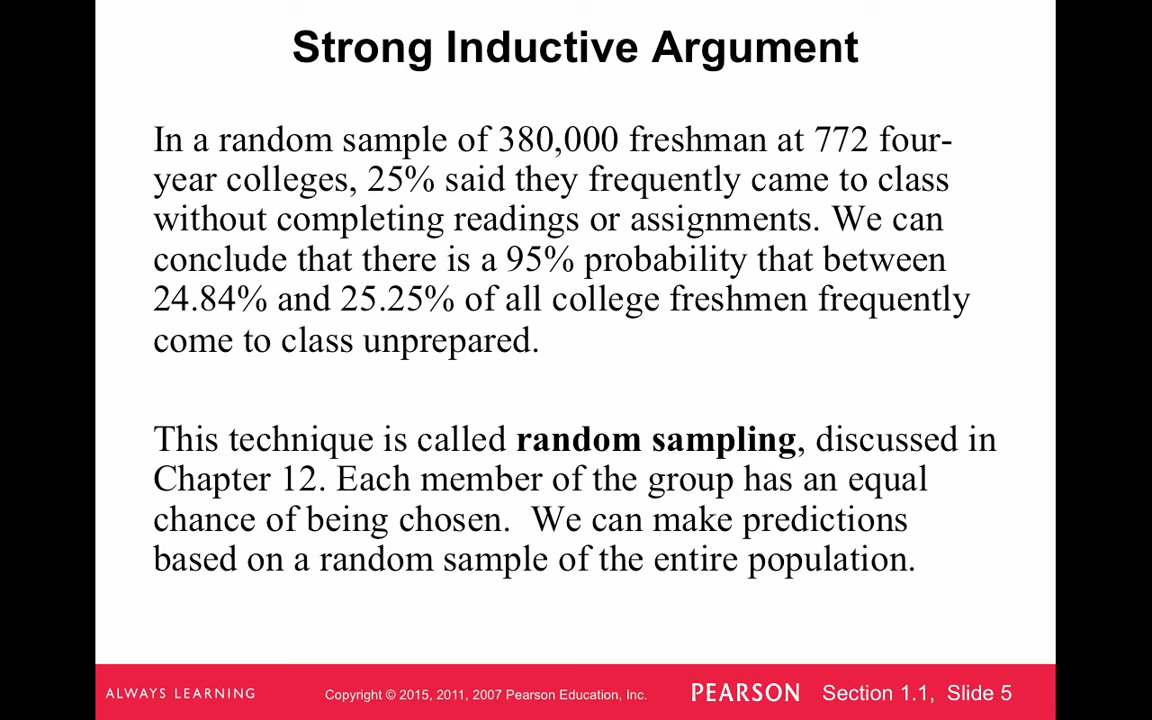 Strong Inductive Argument
In a random sample of 380,000 freshman at 772 four-
year colleges, 25% said they frequently came to class
without completing readings or assignments. We can
conclude that there is a 95% probability that between
24.84% and 25.25% of all college freshmen frequently
come to class unprepared.
This technique is called random sampling, discussed in
Chapter 12. Each member of the group has an equal
chance of being chosen.  We can make predictions
based on a random sample of the entire population.
ALWAYS LEARNING Copyright © 2015, 2011, 2007 Pearson Education, Inc. PEARSON Section 1.1, Slide 5